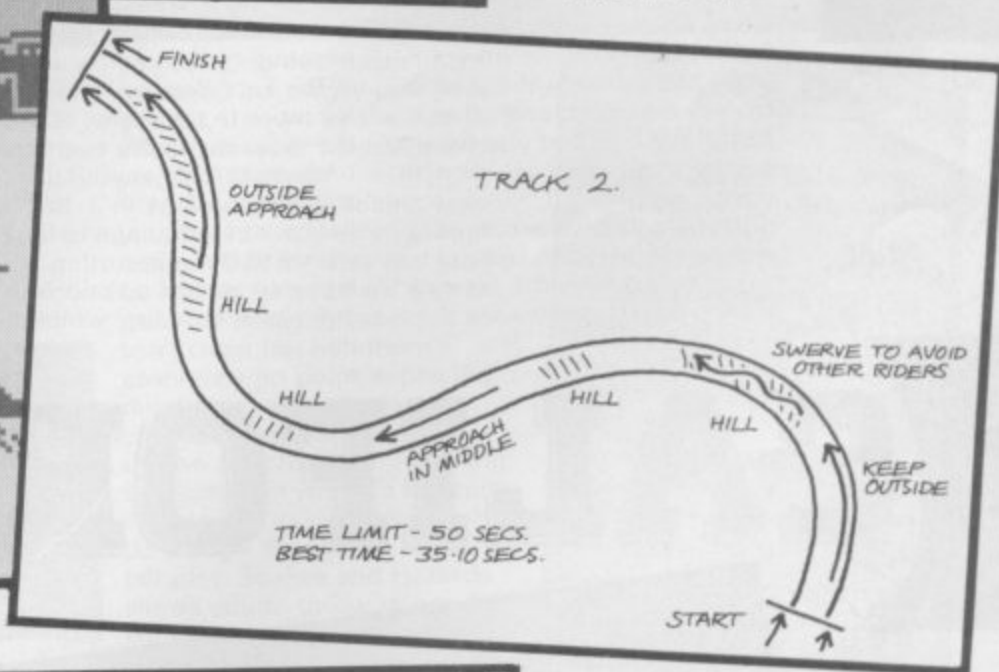 FINISH
OUTSIDE
APPROACH
TRACK 2.
HILL
SWERVE TO AVOID
OTHER RIDERS
HILL
HILL
HILL
APPROACH
IN MIDDLE
KEEP
OUTSIDE
TIME LIMIT - 50 SECS.
BEST TIME - 35·10 SECS.
START